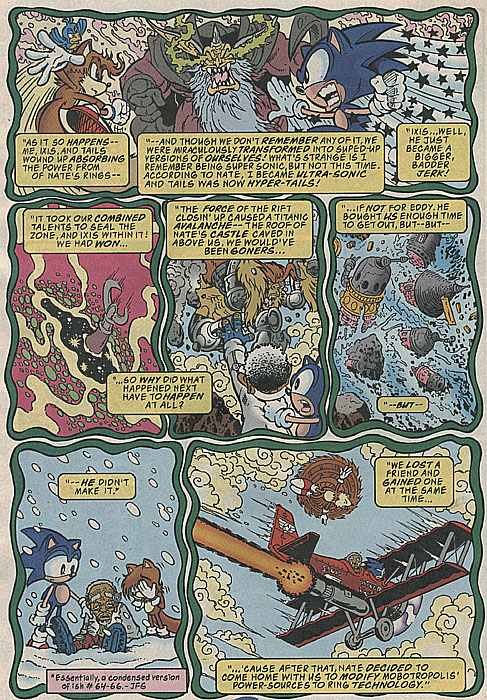 "AS IT SO HAPPENS--
ME, IXIS, AND TAILS
WOUND UP ABSORBING
THE POWER FROM
OF NATE'S RINGS--
"--AND THOUGH WE DON'T REMEMBER ANY OF IT, WE
WERE MIRACULOUSLY TRANSFORMED INTO SUPED-UP
VERSIONS OF OURSELVES! WHAT'S STRANGE IS I
REMEMBER BEING SUPER SONIC, BUT NOT THIS TIME.
ACCORDING TO NATE, I BECAME ULTRA-SONIC
AND TAILS WAS NOW HYPER-TAILS!
"IXIS...WELL,
HE JUST
BECAME A
BIGGER,
BADDER
JERK!
"IT TOOK OUR COMBINED
TALENTS TO SEAL THE
ZONE, AND IXIS WITHIN IT!
WE HAD WON...
"...SO WHY DID WHAT
HAPPENED NEXT
HAVE TO HAPPEN
AT ALL?
"THE FORCE OF THE RIFT
CLOSIN' UP CAUSED A TITANIC
AVALANCHE-- THE ROOF OF
NATE'S CASTLE CAVED IN
ABOVE US. WE WOULD'VE
BEEN GONERS...
"...IF NOT FOR EDDY. HE
BOUGHT US ENOUGH TIME
TO GET OUT, BUT--BUT--
"--BUT--
"--HE DIDN'T
MAKE IT."
*Essentially, a condensed version
of Ish # 64-66.-JFG
"WE LOST A
FRIEND AND
GAINED ONE
AT THE SAME
TIME...
"...'CAUSE AFTER THAT, NATE DECIDED TO
COME HOME WITH US TO MODIFY MOBOTROPOLIS'
POWER-SOURCES TO RING TECHNOLOGY."